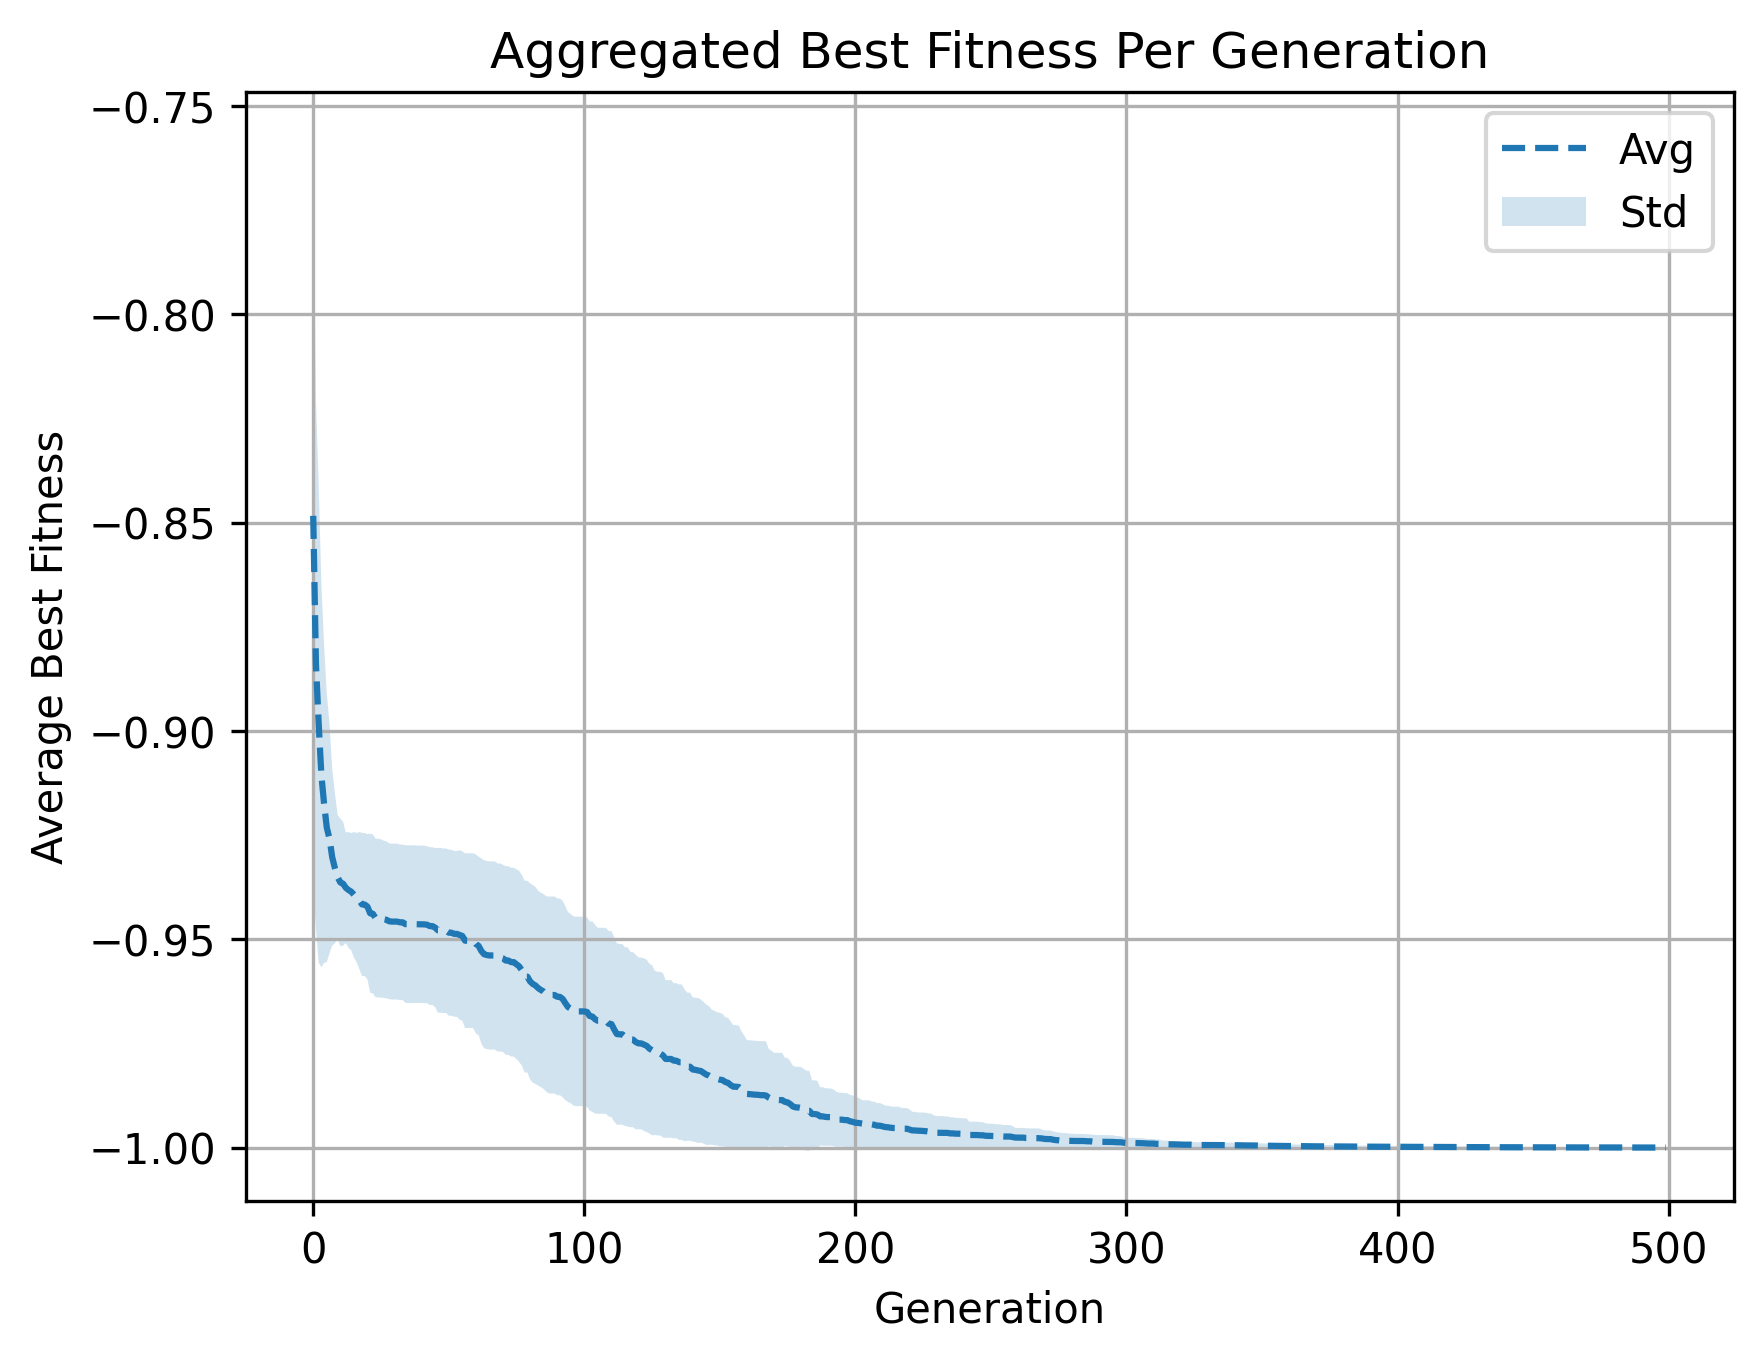 Aggregated Best Fitness Per Generation
Avg
Std
Average Best Fitness
−0.75
−0.80
−0.85
−0.90
−0.95
−1.00
0 100 200 300 400 500
Generation